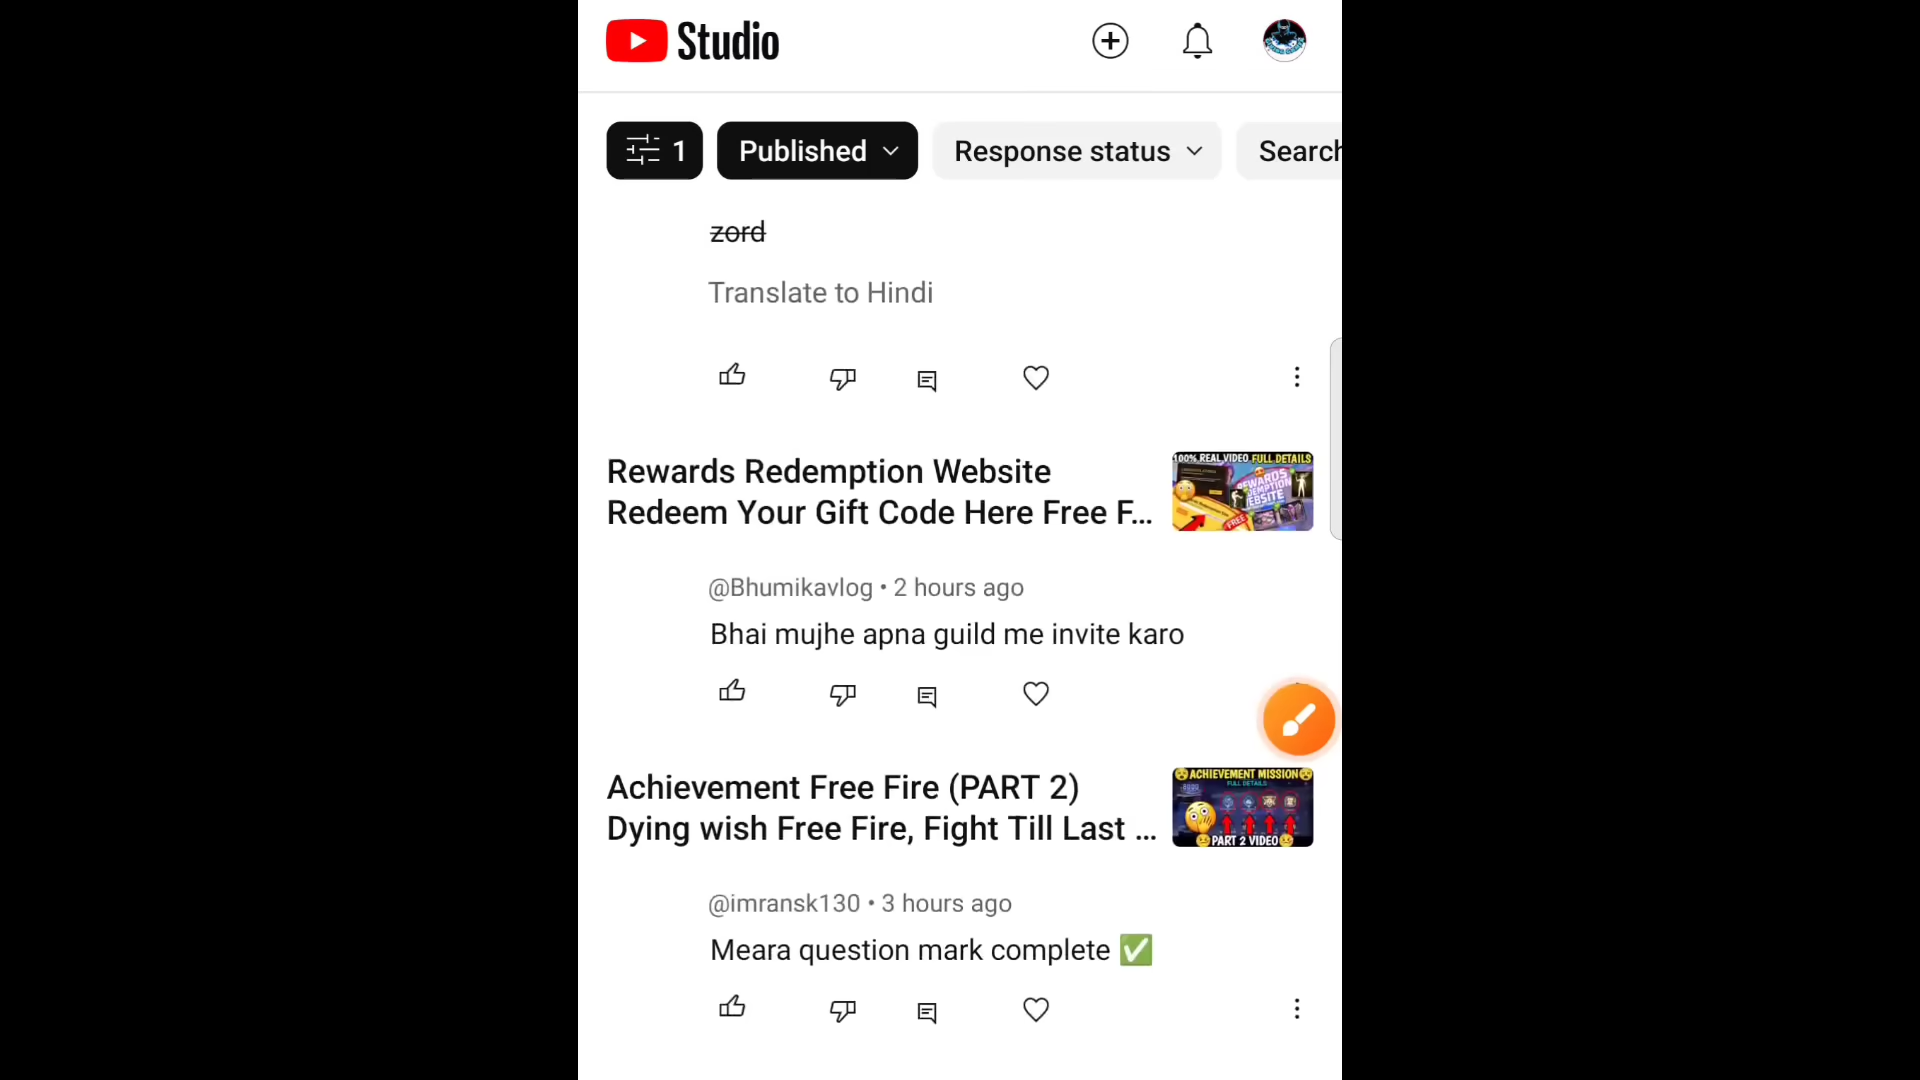 Studio
1 Published Response status Search
zord
Translate to Hindi
Rewards Redemption Website
Redeem Your Gift Code Here Free F...
100% REAL VIDEO FULL DETAILS
REWARDS
REDEMPTION
WEBSITE
FREE
@Bhumikavlog • 2 hours ago
Bhai mujhe apna guild me invite karo
Achievement Free Fire (PART 2)
Dying wish Free Fire, Fight Till Last ...
ACHIEVEMENT MISSION
FULL DETAILS
PART 2 VIDEO
@imransk130 • 3 hours ago
Meara question mark complete ✅